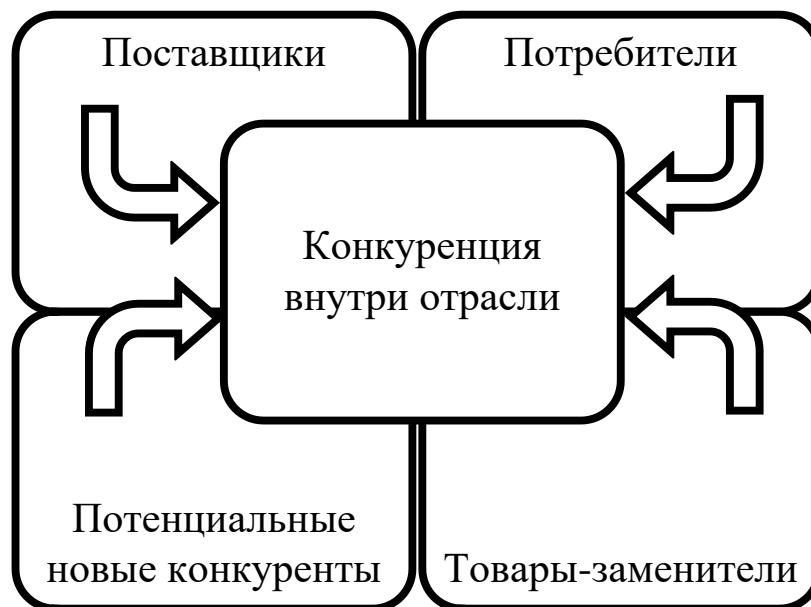 Поставщики
Потребители
Конкуренция
внутри отрасли
Потенциальные
новые конкуренты
Товары-заменители